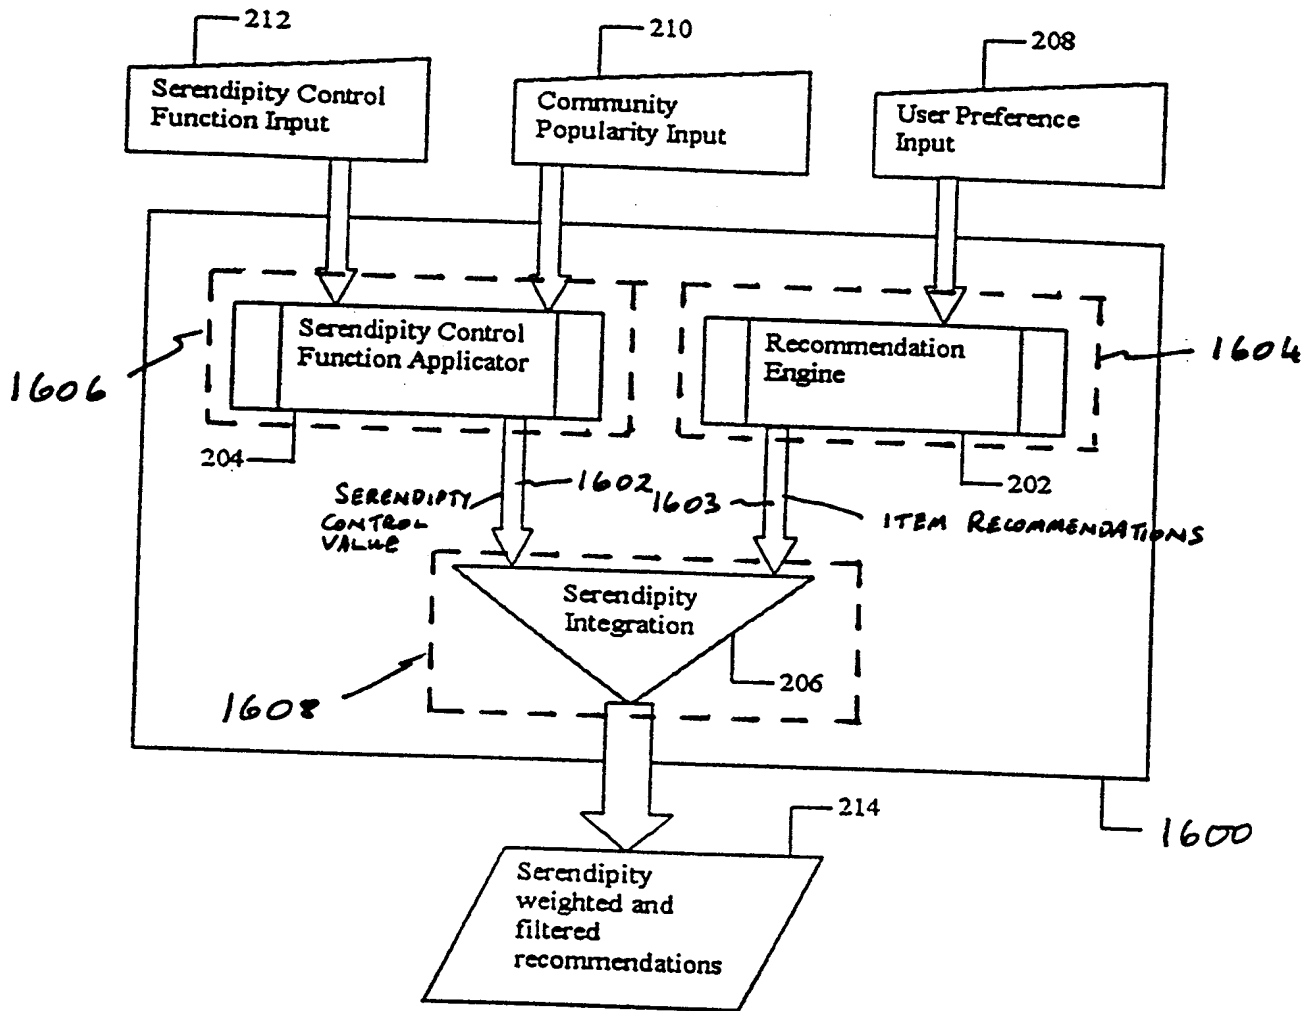 212
210
208
Serendipity Control
Function Input
Community
Popularity Input
User Preference
Input
Serendipity Control
Function Applicator
Recommendation
Engine
1606
1604
204
202
SERENDIPTY
CONTROL
VALUE
1602
1603
ITEM RECOMMENDATIONS
Serendipity
Integration
206
1608
214
1600
Serendipity
weighted and
filtered
recommendations